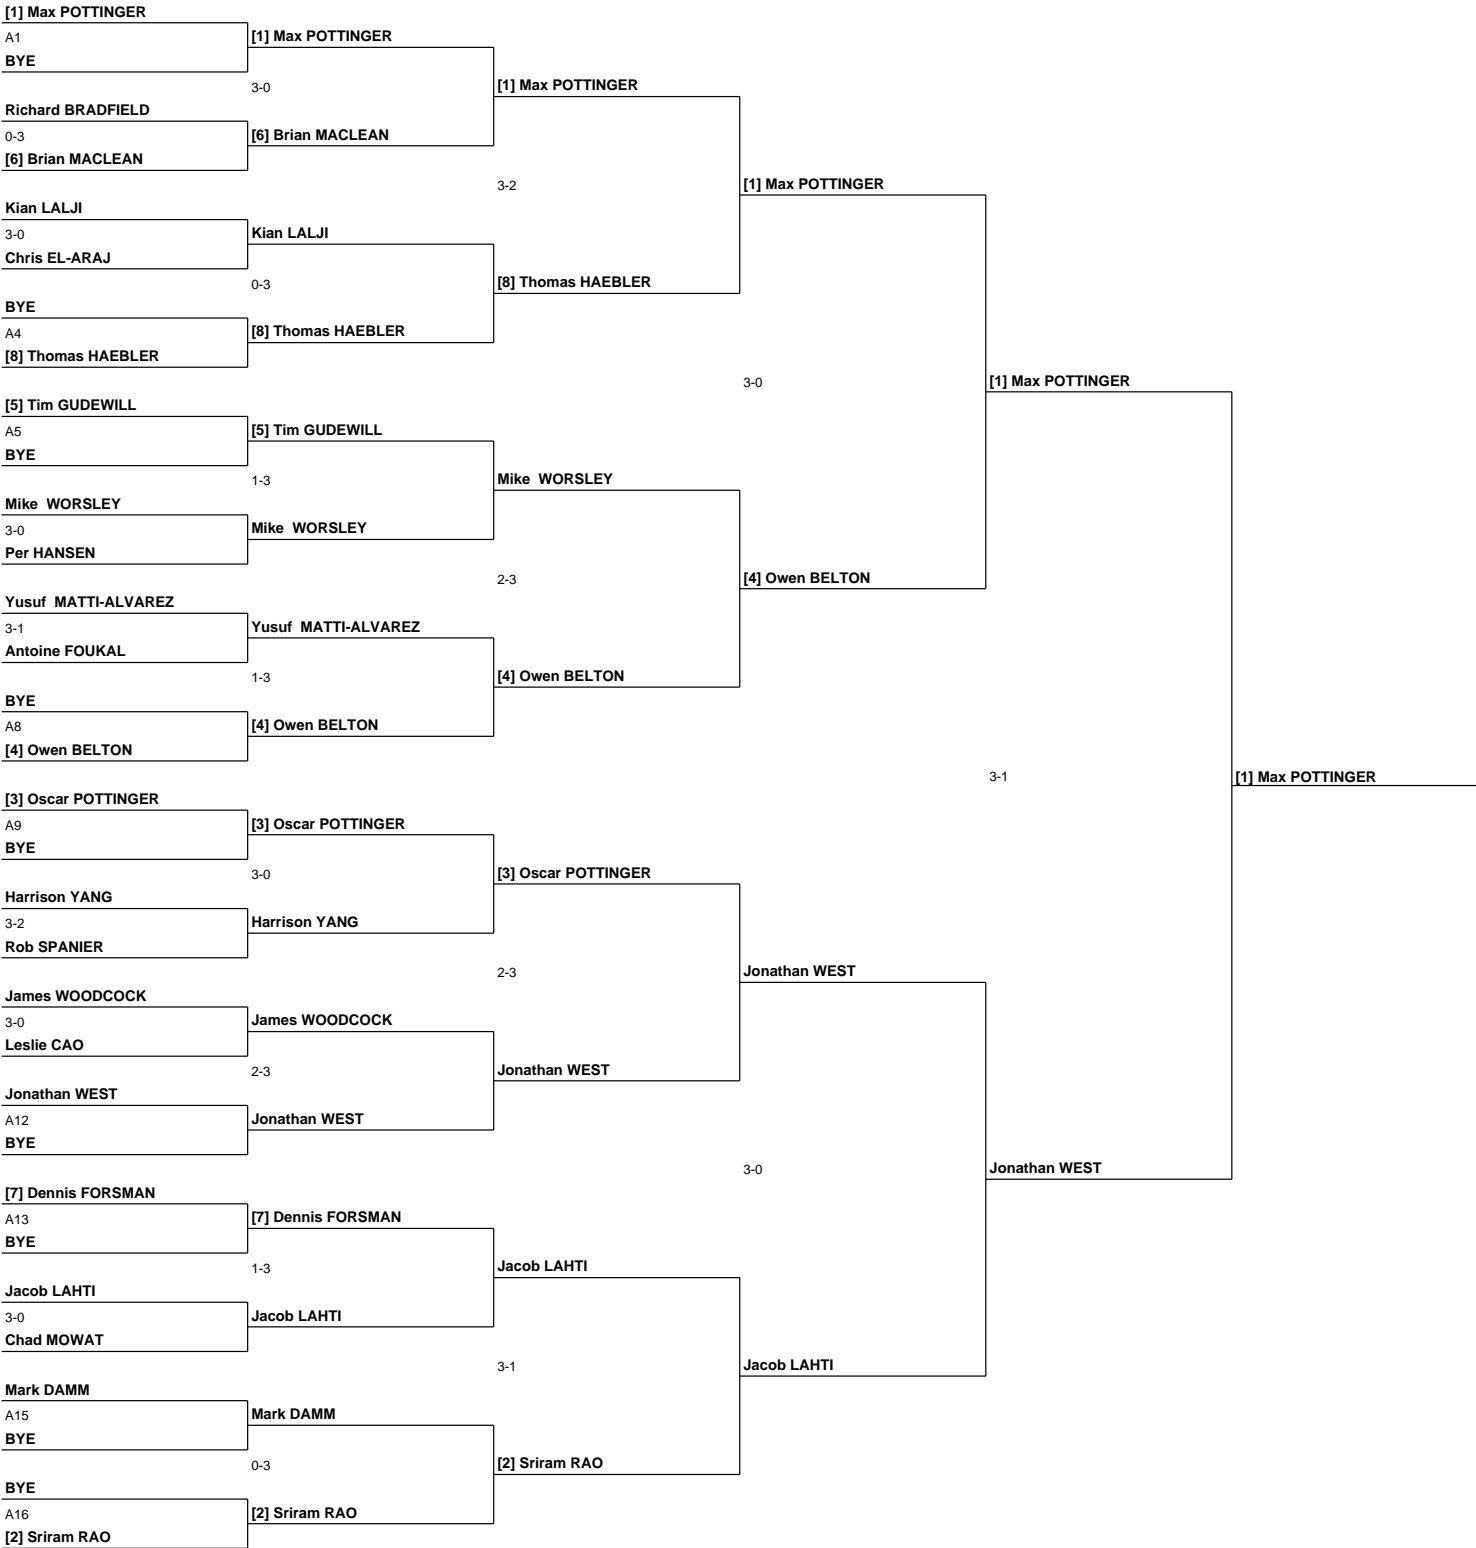 [1] Max POTTINGER
A1
BYE
[1] Max POTTINGER
3-0
Richard BRADFIELD
0-3
[6] Brian MACLEAN
[6] Brian MACLEAN
[1] Max POTTINGER
3-2
Kian LALJI
3-0
Chris EL-ARAJ
Kian LALJI
0-3
BYE
A4
[8] Thomas HAEBLER
[8] Thomas HAEBLER
[8] Thomas HAEBLER
[1] Max POTTINGER
3-0
[5] Tim GUDEWILL
A5
BYE
[5] Tim GUDEWILL
1-3
Mike  WORSLEY
3-0
Per HANSEN
Mike  WORSLEY
Mike  WORSLEY
2-3
Yusuf  MATTI-ALVAREZ
3-1
Antoine FOUKAL
Yusuf  MATTI-ALVAREZ
1-3
BYE
A8
[4] Owen BELTON
[4] Owen BELTON
[4] Owen BELTON
[4] Owen BELTON
[1] Max POTTINGER
3-1
[1] Max POTTINGER
[3] Oscar POTTINGER
A9
BYE
[3] Oscar POTTINGER
3-0
Harrison YANG
3-2
Rob SPANIER
Harrison YANG
[3] Oscar POTTINGER
2-3
James WOODCOCK
3-0
Leslie CAO
James WOODCOCK
2-3
Jonathan WEST
A12
BYE
Jonathan WEST
Jonathan WEST
Jonathan WEST
3-0
Jonathan WEST
[7] Dennis FORSMAN
A13
BYE
[7] Dennis FORSMAN
1-3
Jacob LAHTI
3-0
Chad MOWAT
Jacob LAHTI
Jacob LAHTI
3-1
Jacob LAHTI
Mark DAMM
A15
BYE
Mark DAMM
0-3
BYE
A16
[2] Sriram RAO
[2] Sriram RAO
[2] Sriram RAO